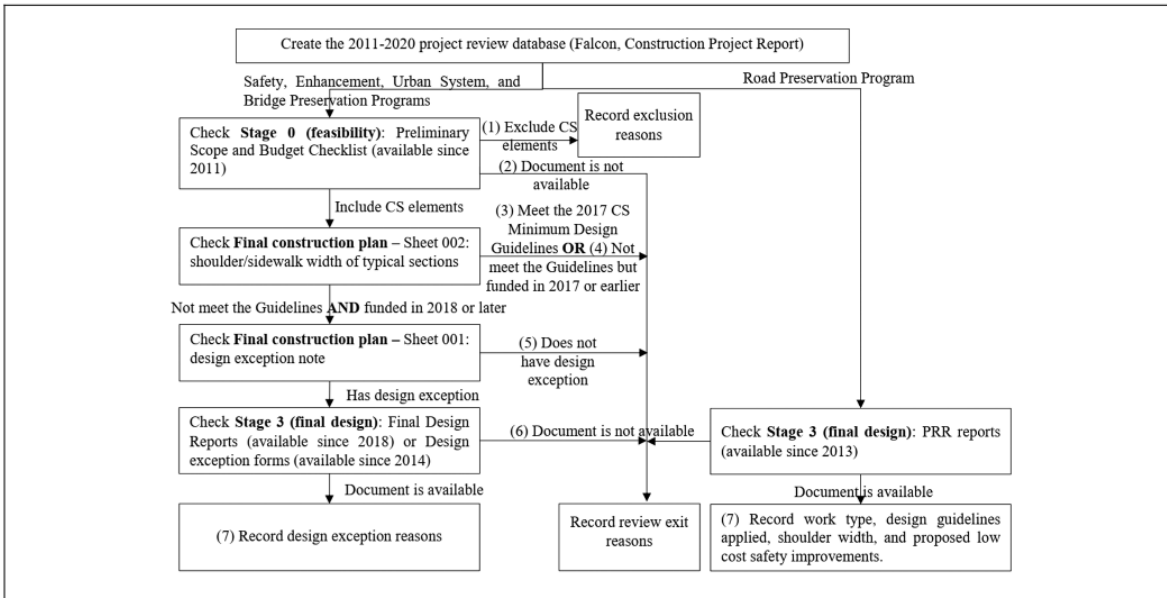 Create the 2011-2020 project review database (Falcon, Construction Project Report)
Safety, Enhancement, Urban System, and
Bridge Preservation Programs
Road Preservation Program
Check Stage 0 (feasibility): Preliminary
Scope and Budget Checklist (available since
2011)
(1) Exclude CS
elements
Record exclusion
reasons
(2) Document is not
available
Include CS elements
Check Final construction plan – Sheet 002:
shoulder/sidewalk width of typical sections
(3) Meet the 2017 CS
Minimum Design
Guidelines OR (4) Not
meet the Guidelines but
funded in 2017 or earlier
Not meet the Guidelines AND funded in 2018 or later
Check Final construction plan – Sheet 001:
design exception note
(5) Does not
have design
exception
Has design exception
Check Stage 3 (final design): Final Design
Reports (available since 2018) or Design
exception forms (available since 2014)
(6) Document is not available
Check Stage 3 (final design): PRR reports
(available since 2013)
Document is available
Document is available
(7) Record design exception reasons
Record review exit
reasons
(7) Record work type, design guidelines
applied, shoulder width, and proposed low
cost safety improvements.